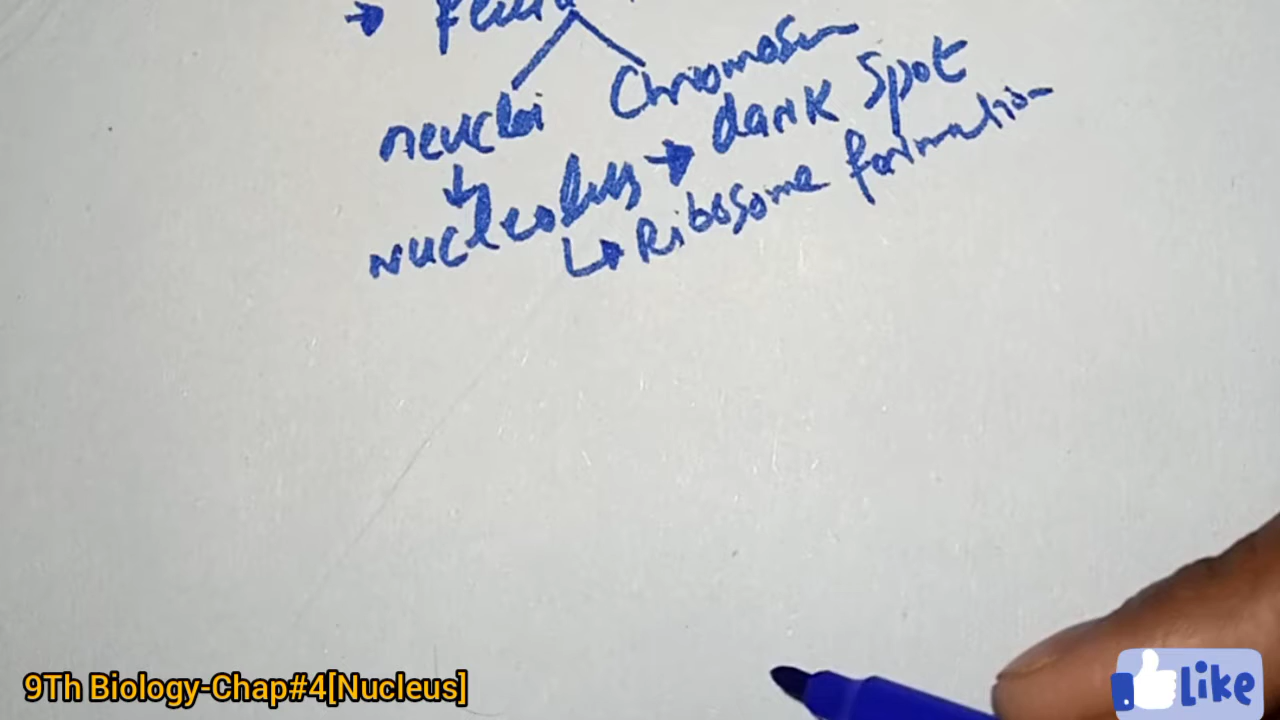 →
neuclei Chromosom
nucleolus → dark spot
↳ Ribosome formation
9Th Biology-Chap#4[Nucleus]
Like